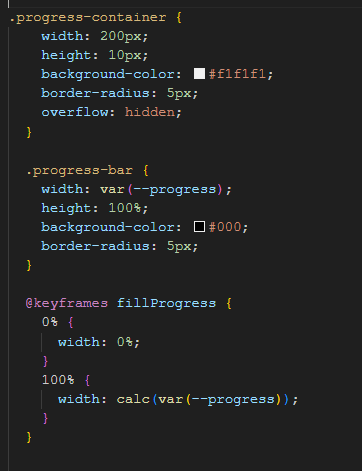 .progress-container {
width: 200px;
height: 10px;
background-color: #f1f1f1;
border-radius: 5px;
overflow: hidden;
}
.progress-bar {
width: var(--progress);
height: 100%;
background-color: #000;
border-radius: 5px;
}
@keyframes fillProgress {
0% {
width: 0%;
}
100% {
width: calc(var(--progress));
}
}